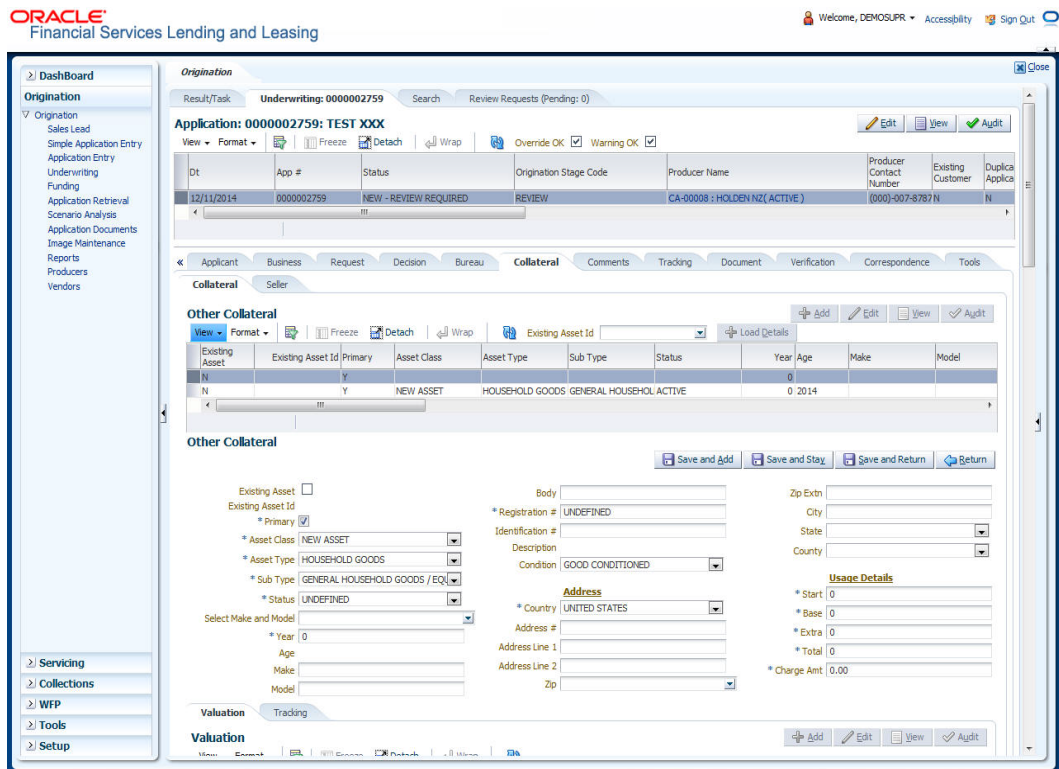 ORACLE®
Financial Services Lending and Leasing
Welcome, DEMOSUPR Accessibility Sign Out
Close
DashBoard
Origination
Origination
Sales Lead
Simple Application Entry
Application Entry
Underwriting
Funding
Application Retrieval
Scenario Analysis
Application Documents
Image Maintenance
Reports
Producers
Vendors
Servicing
Collections
WFP
Tools
Setup
Origination
Result/Task Underwriting: 0000002759 Search Review Requests (Pending: 0)
Application: 0000002759: TEST XXX
Edit View Audit
View Format Freeze Detach Wrap Override OK Warning OK
Dt App # Status Origination Stage Code Producer Name Producer Contact Number Existing Customer Duplica Applica
12/11/2014 0000002759 NEW - REVIEW REQUIRED REVIEW CA-00008 : HOLDEN NZ( ACTIVE ) (000)-007-8787 N N
« Applicant Business Request Decision Bureau Collateral Comments Tracking Document Verification Correspondence Tools
Collateral Seller
Other Collateral
Add Edit View Audit
View Format Freeze Detach Wrap Existing Asset Id Load Details
Existing Asset Existing Asset Id Primary Asset Class Asset Type Sub Type Status Year Age Make Model
N Y 0
N Y NEW ASSET HOUSEHOLD GOODS GENERAL HOUSEHOL ACTIVE 0 2014
Other Collateral
Save and Add Save and Stay Save and Return Return
Existing Asset
Existing Asset Id
* Primary
* Asset Class NEW ASSET
* Asset Type HOUSEHOLD GOODS
* Sub Type GENERAL HOUSEHOLD GOODS / EQU
* Status UNDEFINED
Select Make and Model
* Year 0
Age
Make
Model
Body
* Registration # UNDEFINED
Identification #
Description
Condition GOOD CONDITIONED
Address
* Country UNITED STATES
Address #
Address Line 1
Address Line 2
Zip
Zip Extn
City
State
County
Usage Details
* Start 0
* Base 0
* Extra 0
* Total 0
* Charge Amt 0.00
Valuation Tracking
Valuation
Add Edit View Audit
View Format Freeze Detach Wrap